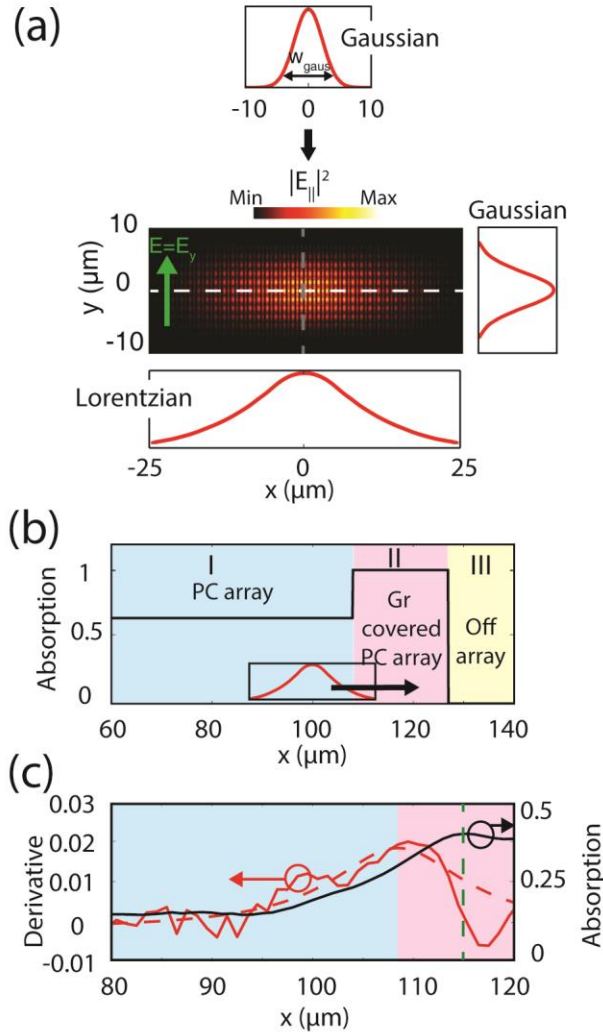 (a)
Gaussian
w_gaus
-10 0 10
|E_||_|^2
Min Max
Gaussian
10
E=E_y
0
-10
y (μm)
Lorentzian
-25 0 25
x (μm)
(b)
1
0.5
0
Absorption
I
PC array
II
Gr
covered
PC array
III
Off
array
60 80 100 120 140
x (μm)
(c)
0.03
0.02
0.01
0
-0.01
Derivative
0.5
0.25
0
Absorption
80 90 100 110 120
x (μm)